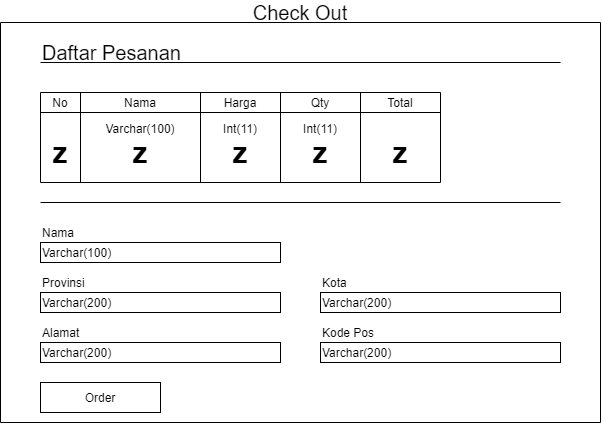 Check Out
Daftar Pesanan
No Nama Harga Qty Total
Varchar(100) Int(11) Int(11)
Z Z Z Z Z
Nama
Varchar(100)
Provinsi Kota
Varchar(200) Varchar(200)
Alamat Kode Pos
Varchar(200) Varchar(200)
Order